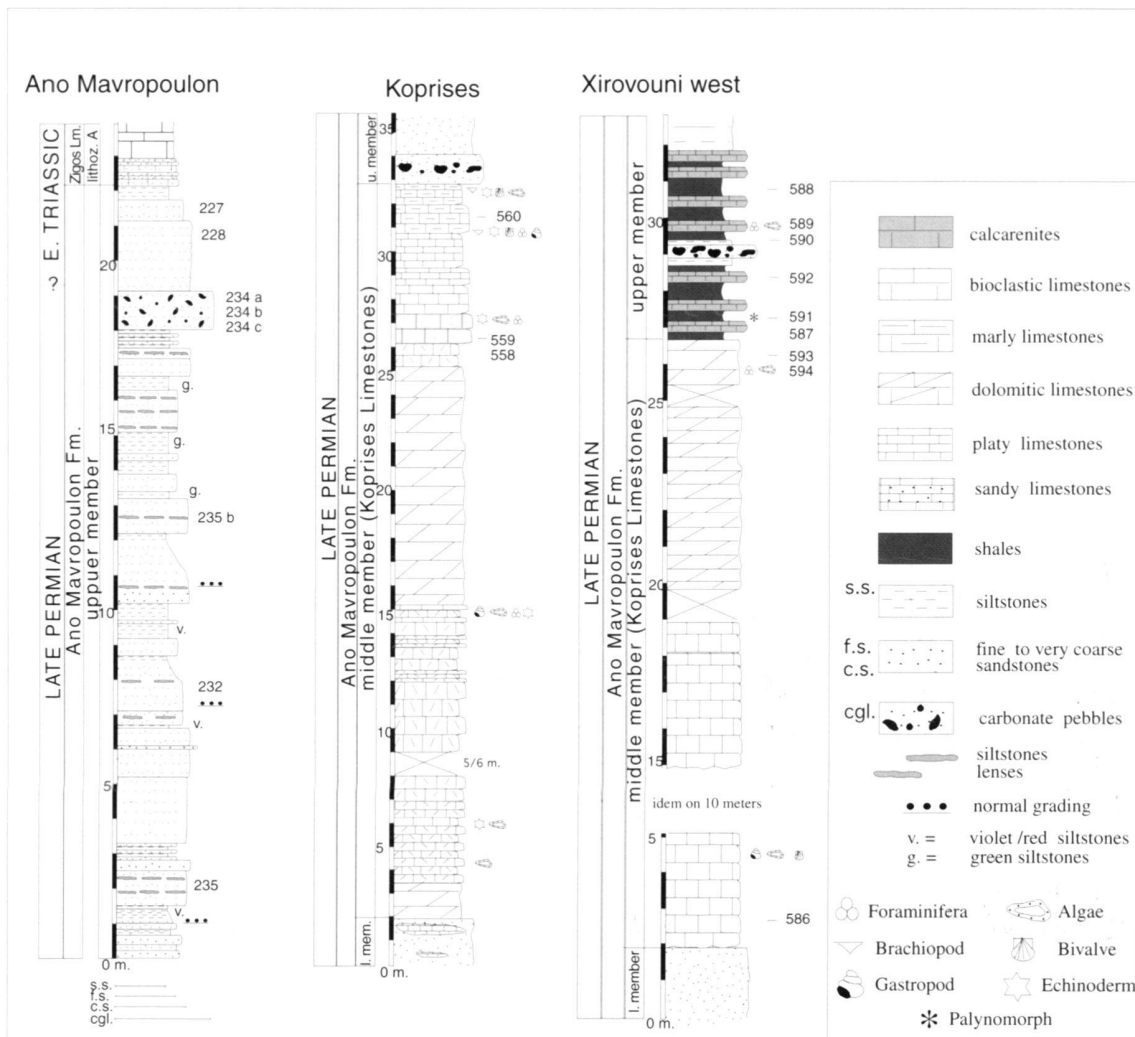 Ano Mavropoulon
? E. TRIASSIC
Zigos Lm.
lithoz. A
LATE PERMIAN
Ano Mavropoulon Fm.
uppuer member
227
228
20
234 a
234 b
234 c
g.
15
g.
g.
235 b
10
v.
232
v.
5
235
v.
0 m.
s.s.
f.s.
c.s.
cgl.
Koprises
LATE PERMIAN
Ano Mavropoulon Fm.
middle member (Koprises Limestones)
u. member
l. mem.
35
560
30
559
558
25
20
15
10
5/6 m.
5
0 m.
Xirovouni west
LATE PERMIAN
Ano Mavropoulon Fm.
middle member (Koprises Limestones)
upper member
l. member
588
30
589
590
592
591
587
593
594
25
20
15
idem on 10 meters
5
586
0 m.
calcarenites
bioclastic limestones
marly limestones
dolomitic limestones
platy limestones
sandy limestones
shales
s.s. siltstones
f.s. fine to very coarse
c.s. sandstones
cgl. carbonate pebbles
siltstones
lenses
normal grading
v. = violet /red siltstones
g. = green siltstones
Foraminifera Algae
Brachiopod Bivalve
Gastropod Echinoderm
Palynomorph